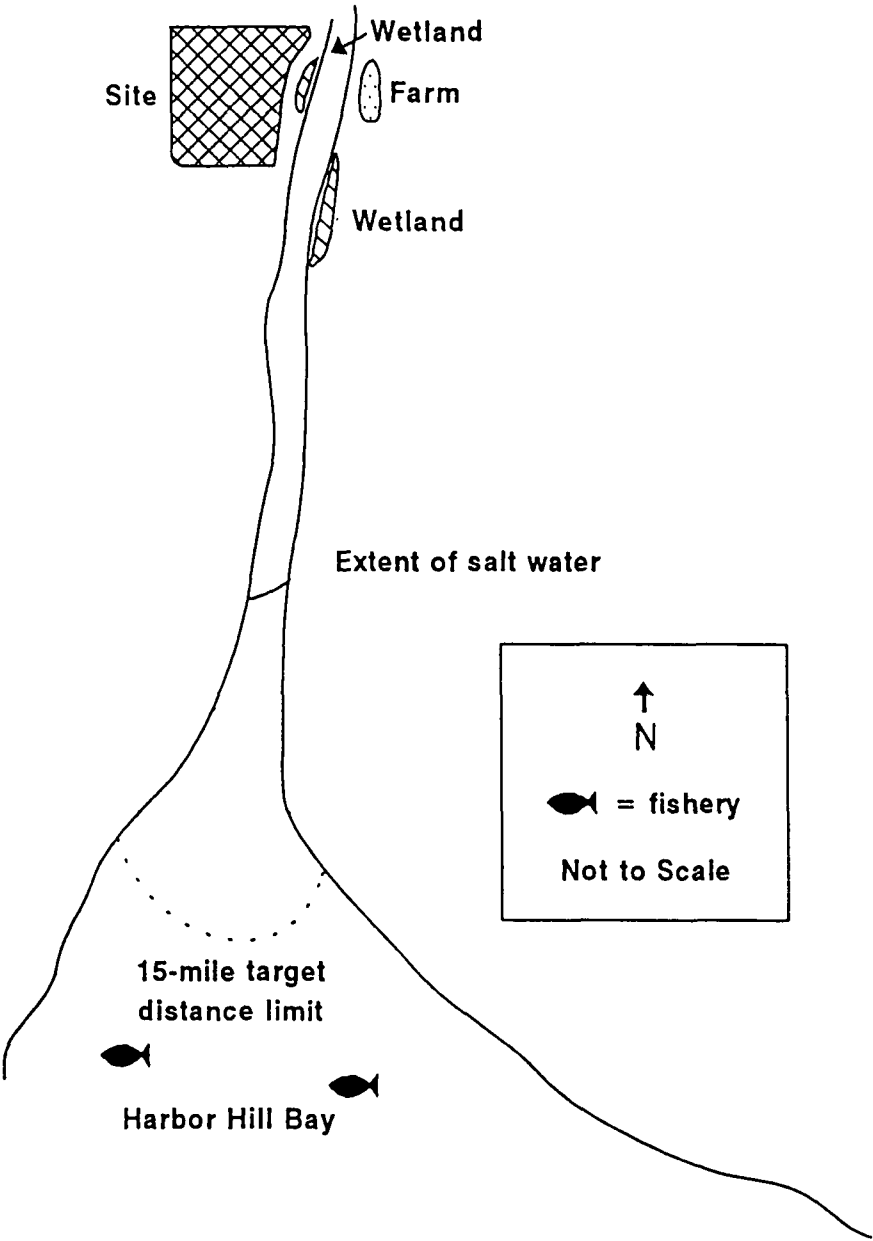 Wetland
Site
Farm
Wetland
Extent of salt water
N
= fishery
Not to Scale
15-mile target
distance limit
Harbor Hill Bay